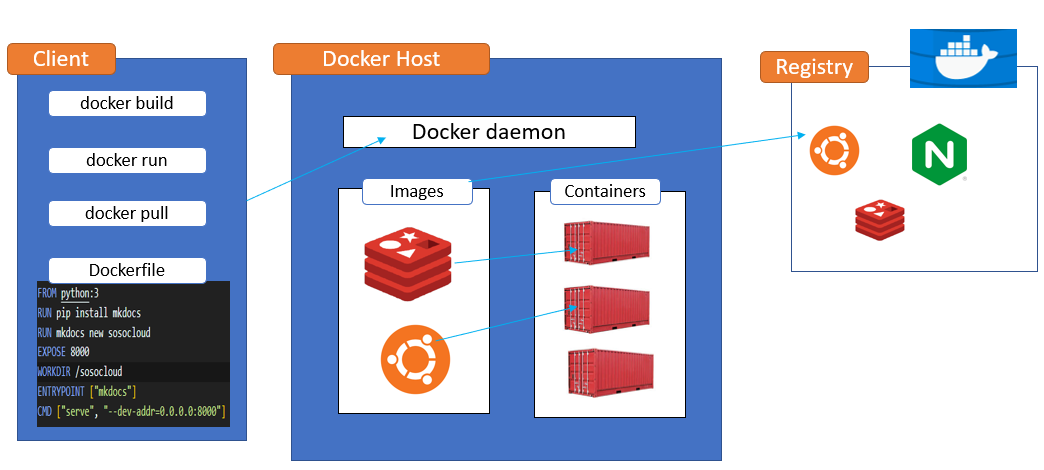 Client
docker build
docker run
docker pull
Dockerfile
FROM python:3
RUN pip install mkdocs
RUN mkdocs new sosocloud
EXPOSE 8000
WORKDIR /sosocloud
ENTRYPOINT ["mkdocs"]
CMD ["serve", "--dev-addr=0.0.0.0:8000"]
Docker Host
Docker daemon
Images
Containers
Registry
N